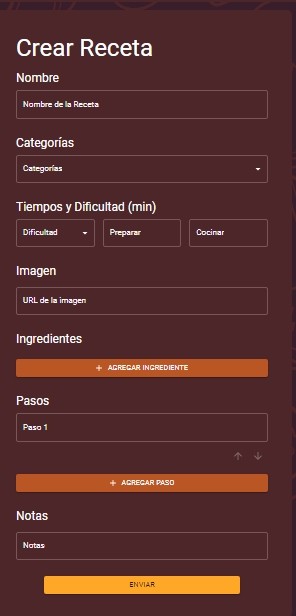 Crear Receta
Nombre
Nombre de la Receta
Categorías
Categorías
Tiempos y Dificultad (min)
Dificultad Preparar Cocinar
Imagen
URL de la imagen
Ingredientes
+ AGREGAR INGREDIENTE
Pasos
Paso 1
+ AGREGAR PASO
Notas
Notas
ENVIAR